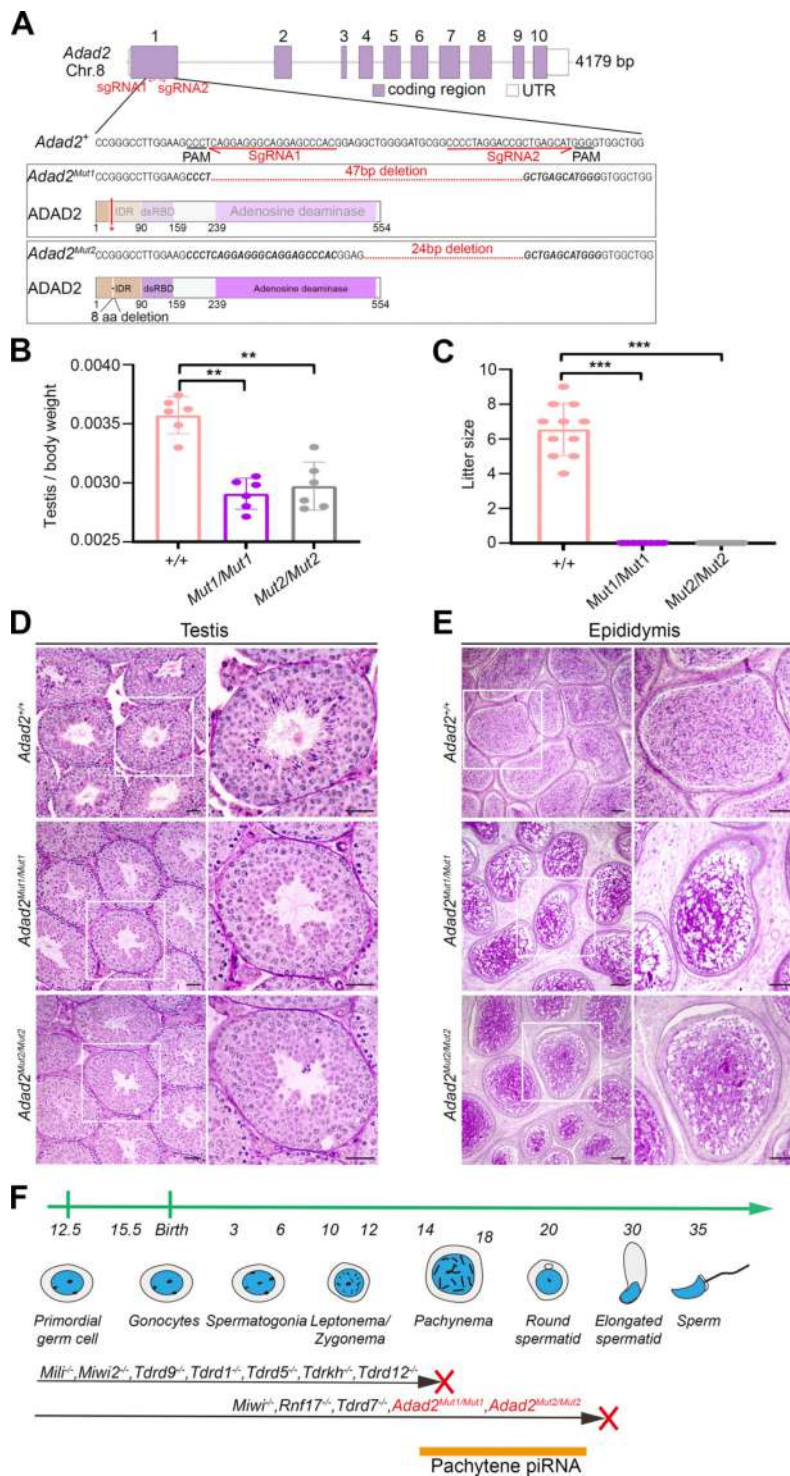 A
Adad2
Chr.8
1 2 3 4 5 6 7 8 9 10
4179 bp
sgRNA1
sgRNA2
coding region
UTR
Adad2+
CCGGGCCTTGGAAGCCCTCAGGAGGGCAGGAGCCCACGGAGGCTGGGGATGCGGCCCCTAGGACCGCTGAGCATGGGGTGGCTGG
PAM SgRNA1 SgRNA2 PAM
Adad2Mut1
CCGGGCCTTGGAAGCCCT 47bp deletion GCTGAGCATGGGGTGGCTGG
ADAD2 IDR dsRBD Adenosine deaminase
1 * 90 159 239 554
Adad2Mut2
CCGGGCCTTGGAAGCCCTCAGGAGGGCAGGAGCCCACGGAG 24bp deletion GCTGAGCATGGGGTGGCTGG
ADAD2 IDR dsRBD Adenosine deaminase
1 90 159 239 554
8 aa deletion
B
Testis / body weight
0.0040
0.0035
0.0030
0.0025
**
**
+/+
Mut1/Mut1
Mut2/Mut2
C
Litter size
10
8
6
4
2
0
***
***
+/+
Mut1/Mut1
Mut2/Mut2
D
Testis
Adad2+/+
Adad2Mut1/Mut1
Adad2Mut2/Mut2
E
Epididymis
Adad2+/+
Adad2Mut1/Mut1
Adad2Mut2/Mut2
F
12.5 15.5 Birth 3 6 10 12 14 18 20 30 35
Primordial germ cell
Gonocytes
Spermatogonia
Leptonema/ Zygonema
Pachynema
Round spermatid
Elongated spermatid
Sperm
Mili-/-,Miwi2-/-,Tdrd9-/-,Tdrd1-/-,Tdrd5-/-,Tdrkh-/-,Tdrd12-/-
Miwi-/-,Rnf17-/-,Tdrd7-/-,Adad2Mut1/Mut1,Adad2Mut2/Mut2
Pachytene piRNA